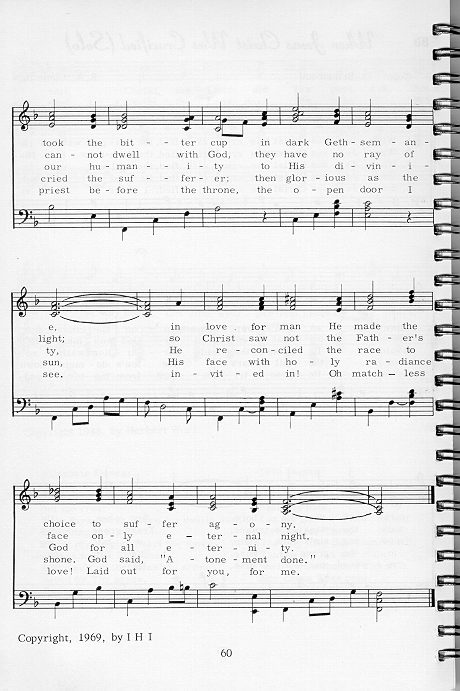 took the bit - ter cup in dark Geth - sem - an -
can - not dwell with God, they have no ray of
our hu - man - i - ty to His di - vin - i -
cried the suf - fer - er; then glor - ious as the
priest be - fore the throne, the o - pen door I
e, in love for man He made the
light; so Christ saw not the Fath - er's
ty, He re - con - ciled the race to
sun, His face with ho - ly ra - diance
see. in - vit - ed in! Oh match - less
choice to suf - fer ag - o - ny.
face on - ly e - ter - nal night.
God for all e - ter - ni - ty.
shone. God said, "A - tone - ment done."
love! Laid out for you, for me.
Copyright, 1969, by I H I
60